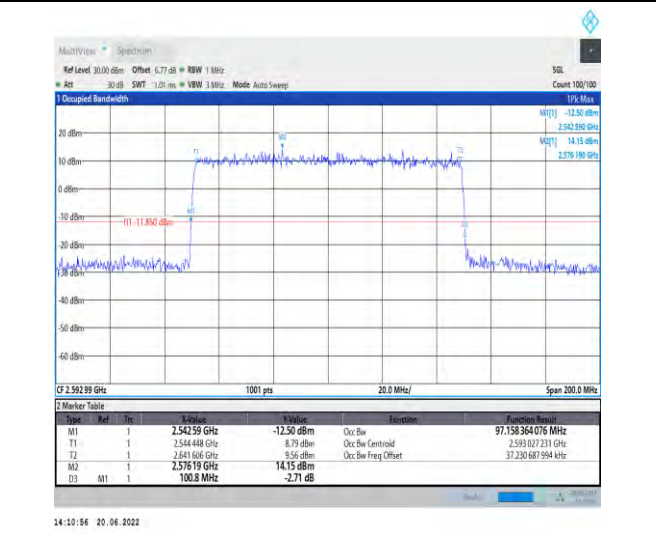 MultiView Spectrum
Ref Level 30.00 dBm Offset 6.77 dB RBW 1 MHz SGL
Att 30 dB SWT 1.01 ms VBW 3 MHz Mode Auto Sweep Count 100/100
1 Occupied Bandwidth 1Pk Max
M1[1] -12.50 dBm
2.542 590 GHz
M2[1] 14.15 dBm
2.576 190 GHz
20 dBm
M2
T1
10 dBm
0 dBm
M1
-10 dBm
H1 -11.850 dBm
-20 dBm
-30 dBm
-40 dBm
-50 dBm
-60 dBm
CF 2.592 99 GHz 1001 pts 20.0 MHz/ Span 200.0 MHz
2 Marker Table
Type Ref Trc X-Value Y-Value Function Function Result
M1 1 2.542 59 GHz -12.50 dBm Occ Bw 97.158 364 076 MHz
T1 1 2.544 448 GHz 8.79 dBm Occ Bw Centroid 2.593 027 231 GHz
T2 1 2.641 606 GHz 9.56 dBm Occ Bw Freq Offset 37.230 687 994 kHz
M2 1 2.576 19 GHz 14.15 dBm
D3 M1 1 100.8 MHz -2.71 dB
14:10:56 20.06.2022